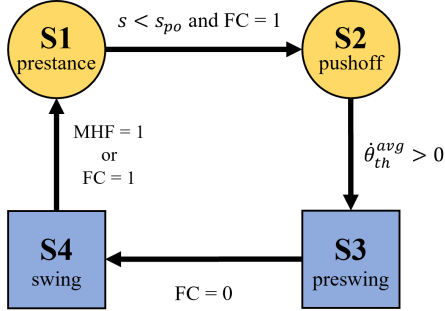 s < s_po and FC = 1
S1
prestance
S2
pushoff
MHF = 1
or
FC = 1
θ̇_th^avg > 0
S4
swing
S3
preswing
FC = 0